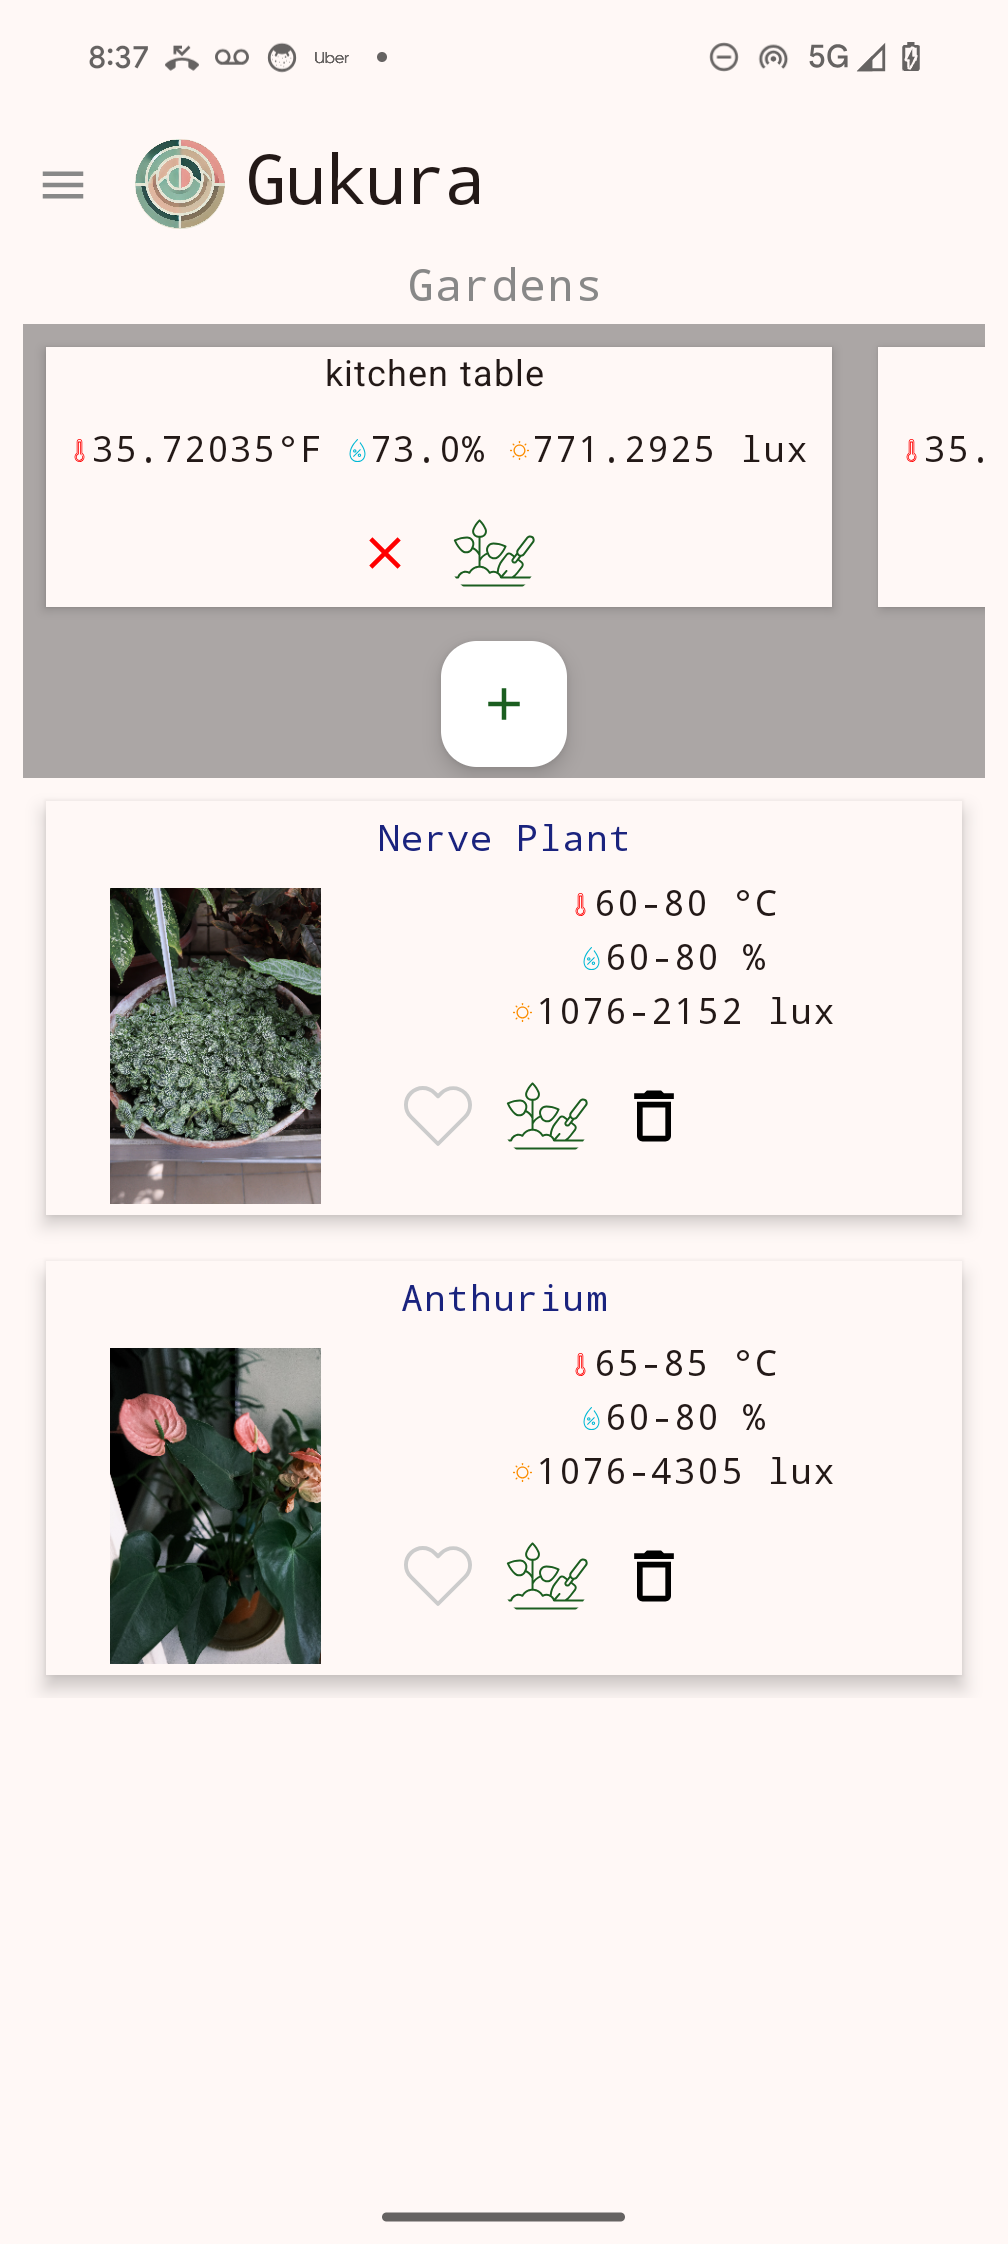 8:37 Uber 5G
Gukura
Gardens
kitchen table
35.72035°F 73.0% 771.2925 lux
35.
Nerve Plant
60-80 °C
60-80 %
1076-2152 lux
Anthurium
65-85 °C
60-80 %
1076-4305 lux